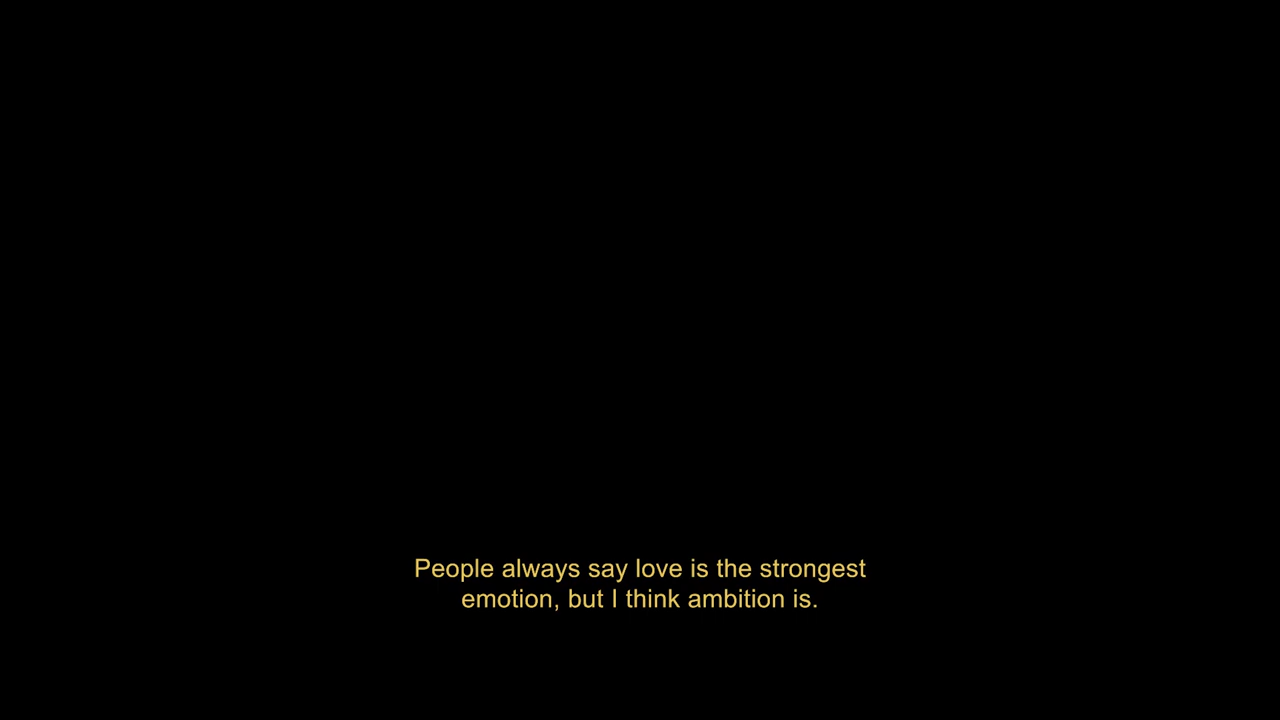 People always say love is the strongest
emotion, but I think ambition is.